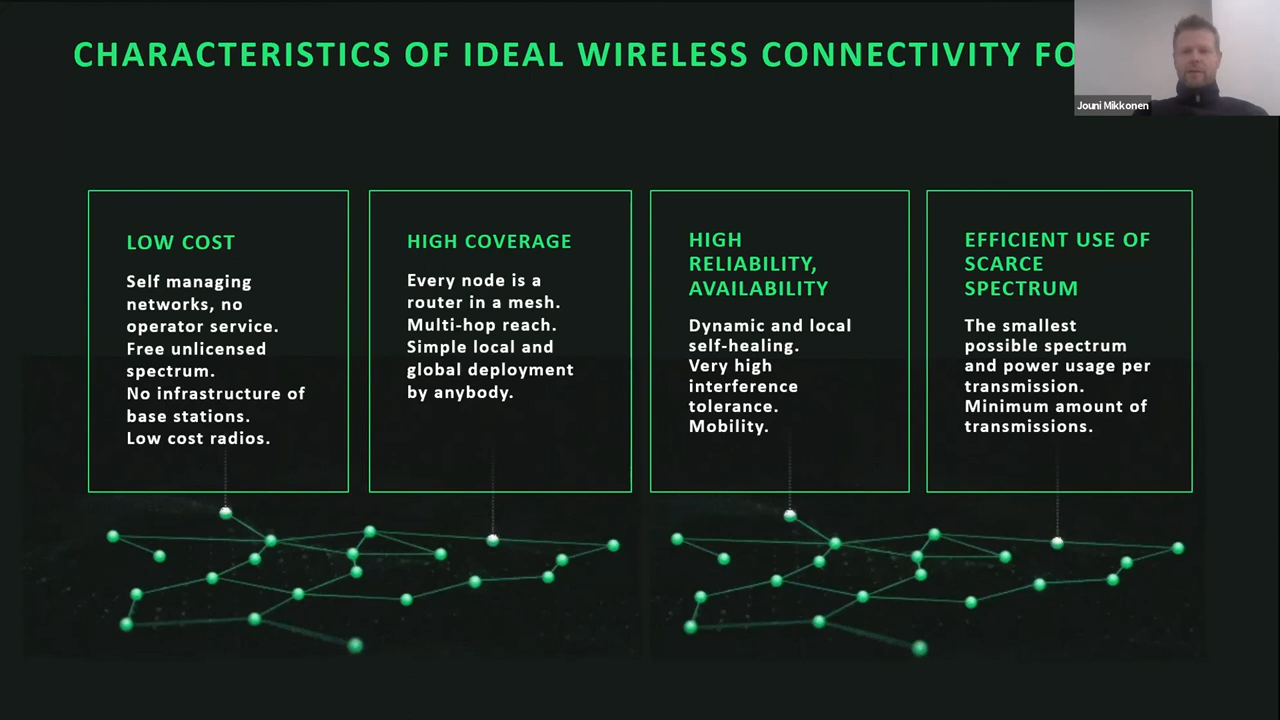 CHARACTERISTICS OF IDEAL WIRELESS CONNECTIVITY FO
Jouni Mikkonen
LOW COST
Self managing
networks, no
operator service.
Free unlicensed
spectrum.
No infrastructure of
base stations.
Low cost radios.
HIGH COVERAGE
Every node is a
router in a mesh.
Multi-hop reach.
Simple local and
global deployment
by anybody.
HIGH
RELIABILITY,
AVAILABILITY
Dynamic and local
self-healing.
Very high
interference
tolerance.
Mobility.
EFFICIENT USE OF
SCARCE
SPECTRUM
The smallest
possible spectrum
and power usage per
transmission.
Minimum amount of
transmissions.